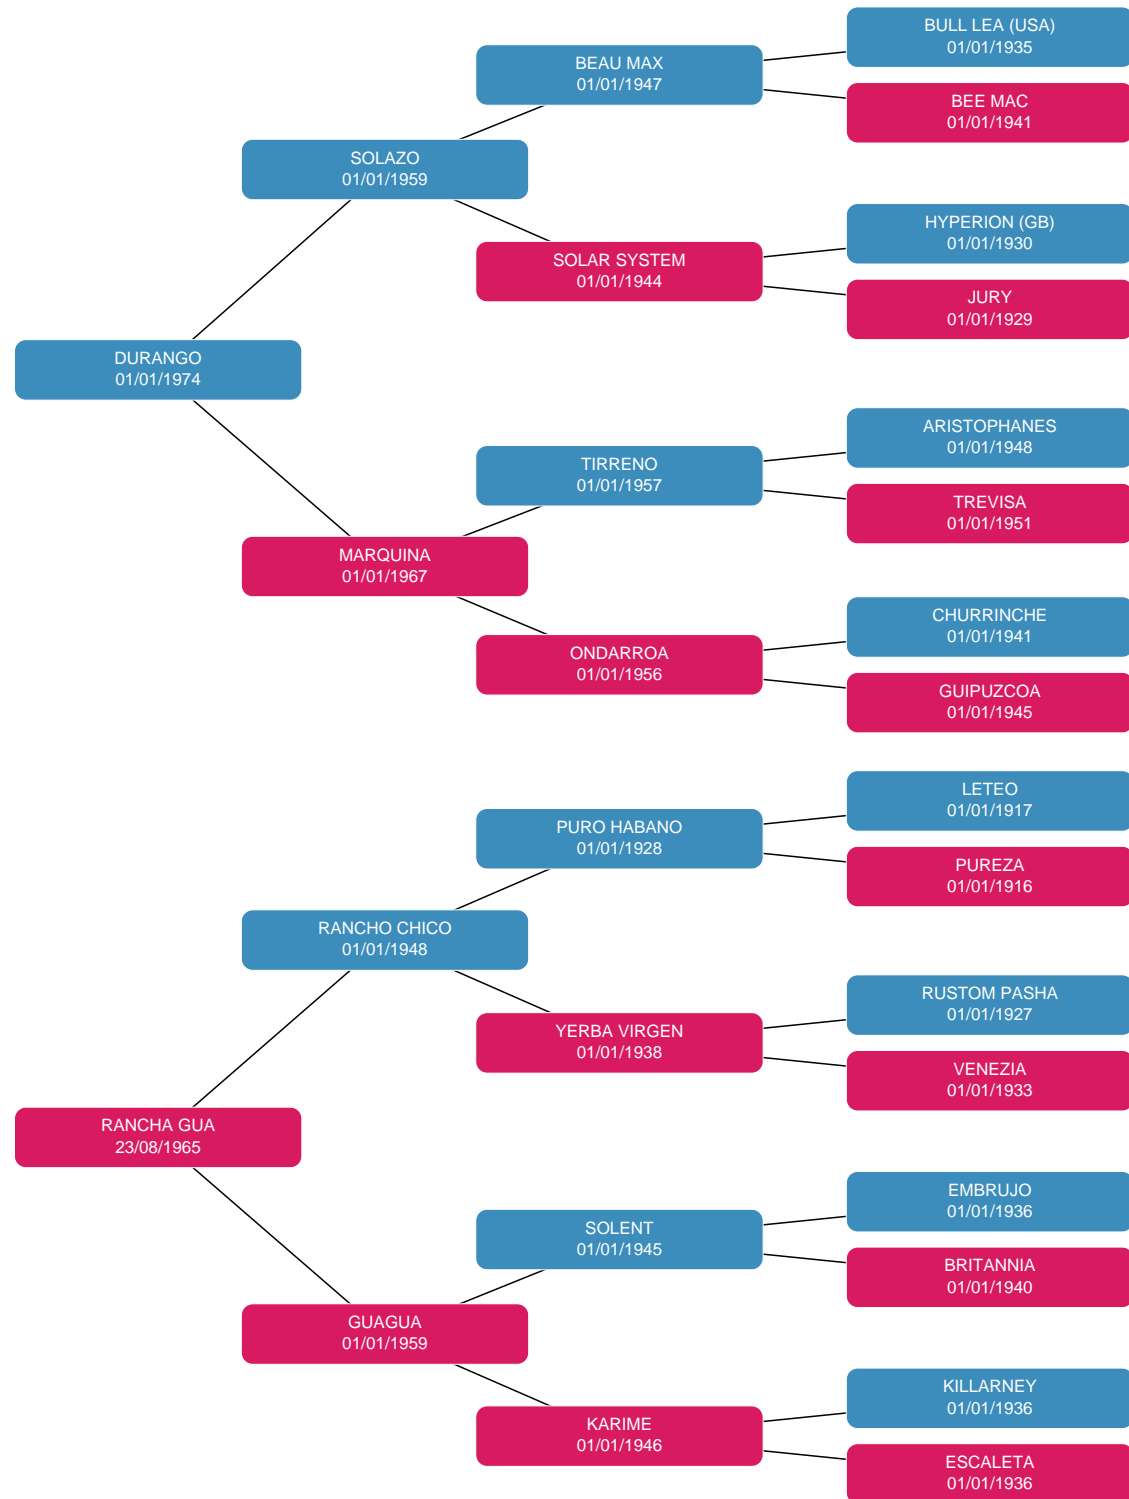 BULL LEA (USA)
01/01/1935
BEAU MAX
01/01/1947
BEE MAC
01/01/1941
SOLAZO
01/01/1959
HYPERION (GB)
01/01/1930
SOLAR SYSTEM
01/01/1944
JURY
01/01/1929
DURANGO
01/01/1974
ARISTOPHANES
01/01/1948
TIRRENO
01/01/1957
TREVISA
01/01/1951
MARQUINA
01/01/1967
CHURRINCHE
01/01/1941
ONDARROA
01/01/1956
GUIPUZCOA
01/01/1945
LETEO
01/01/1917
PURO HABANO
01/01/1928
PUREZA
01/01/1916
RANCHO CHICO
01/01/1948
RUSTOM PASHA
01/01/1927
YERBA VIRGEN
01/01/1938
VENEZIA
01/01/1933
RANCHA GUA
23/08/1965
EMBRUJO
01/01/1936
SOLENT
01/01/1945
BRITANNIA
01/01/1940
GUAGUA
01/01/1959
KILLARNEY
01/01/1936
KARIME
01/01/1946
ESCALETA
01/01/1936